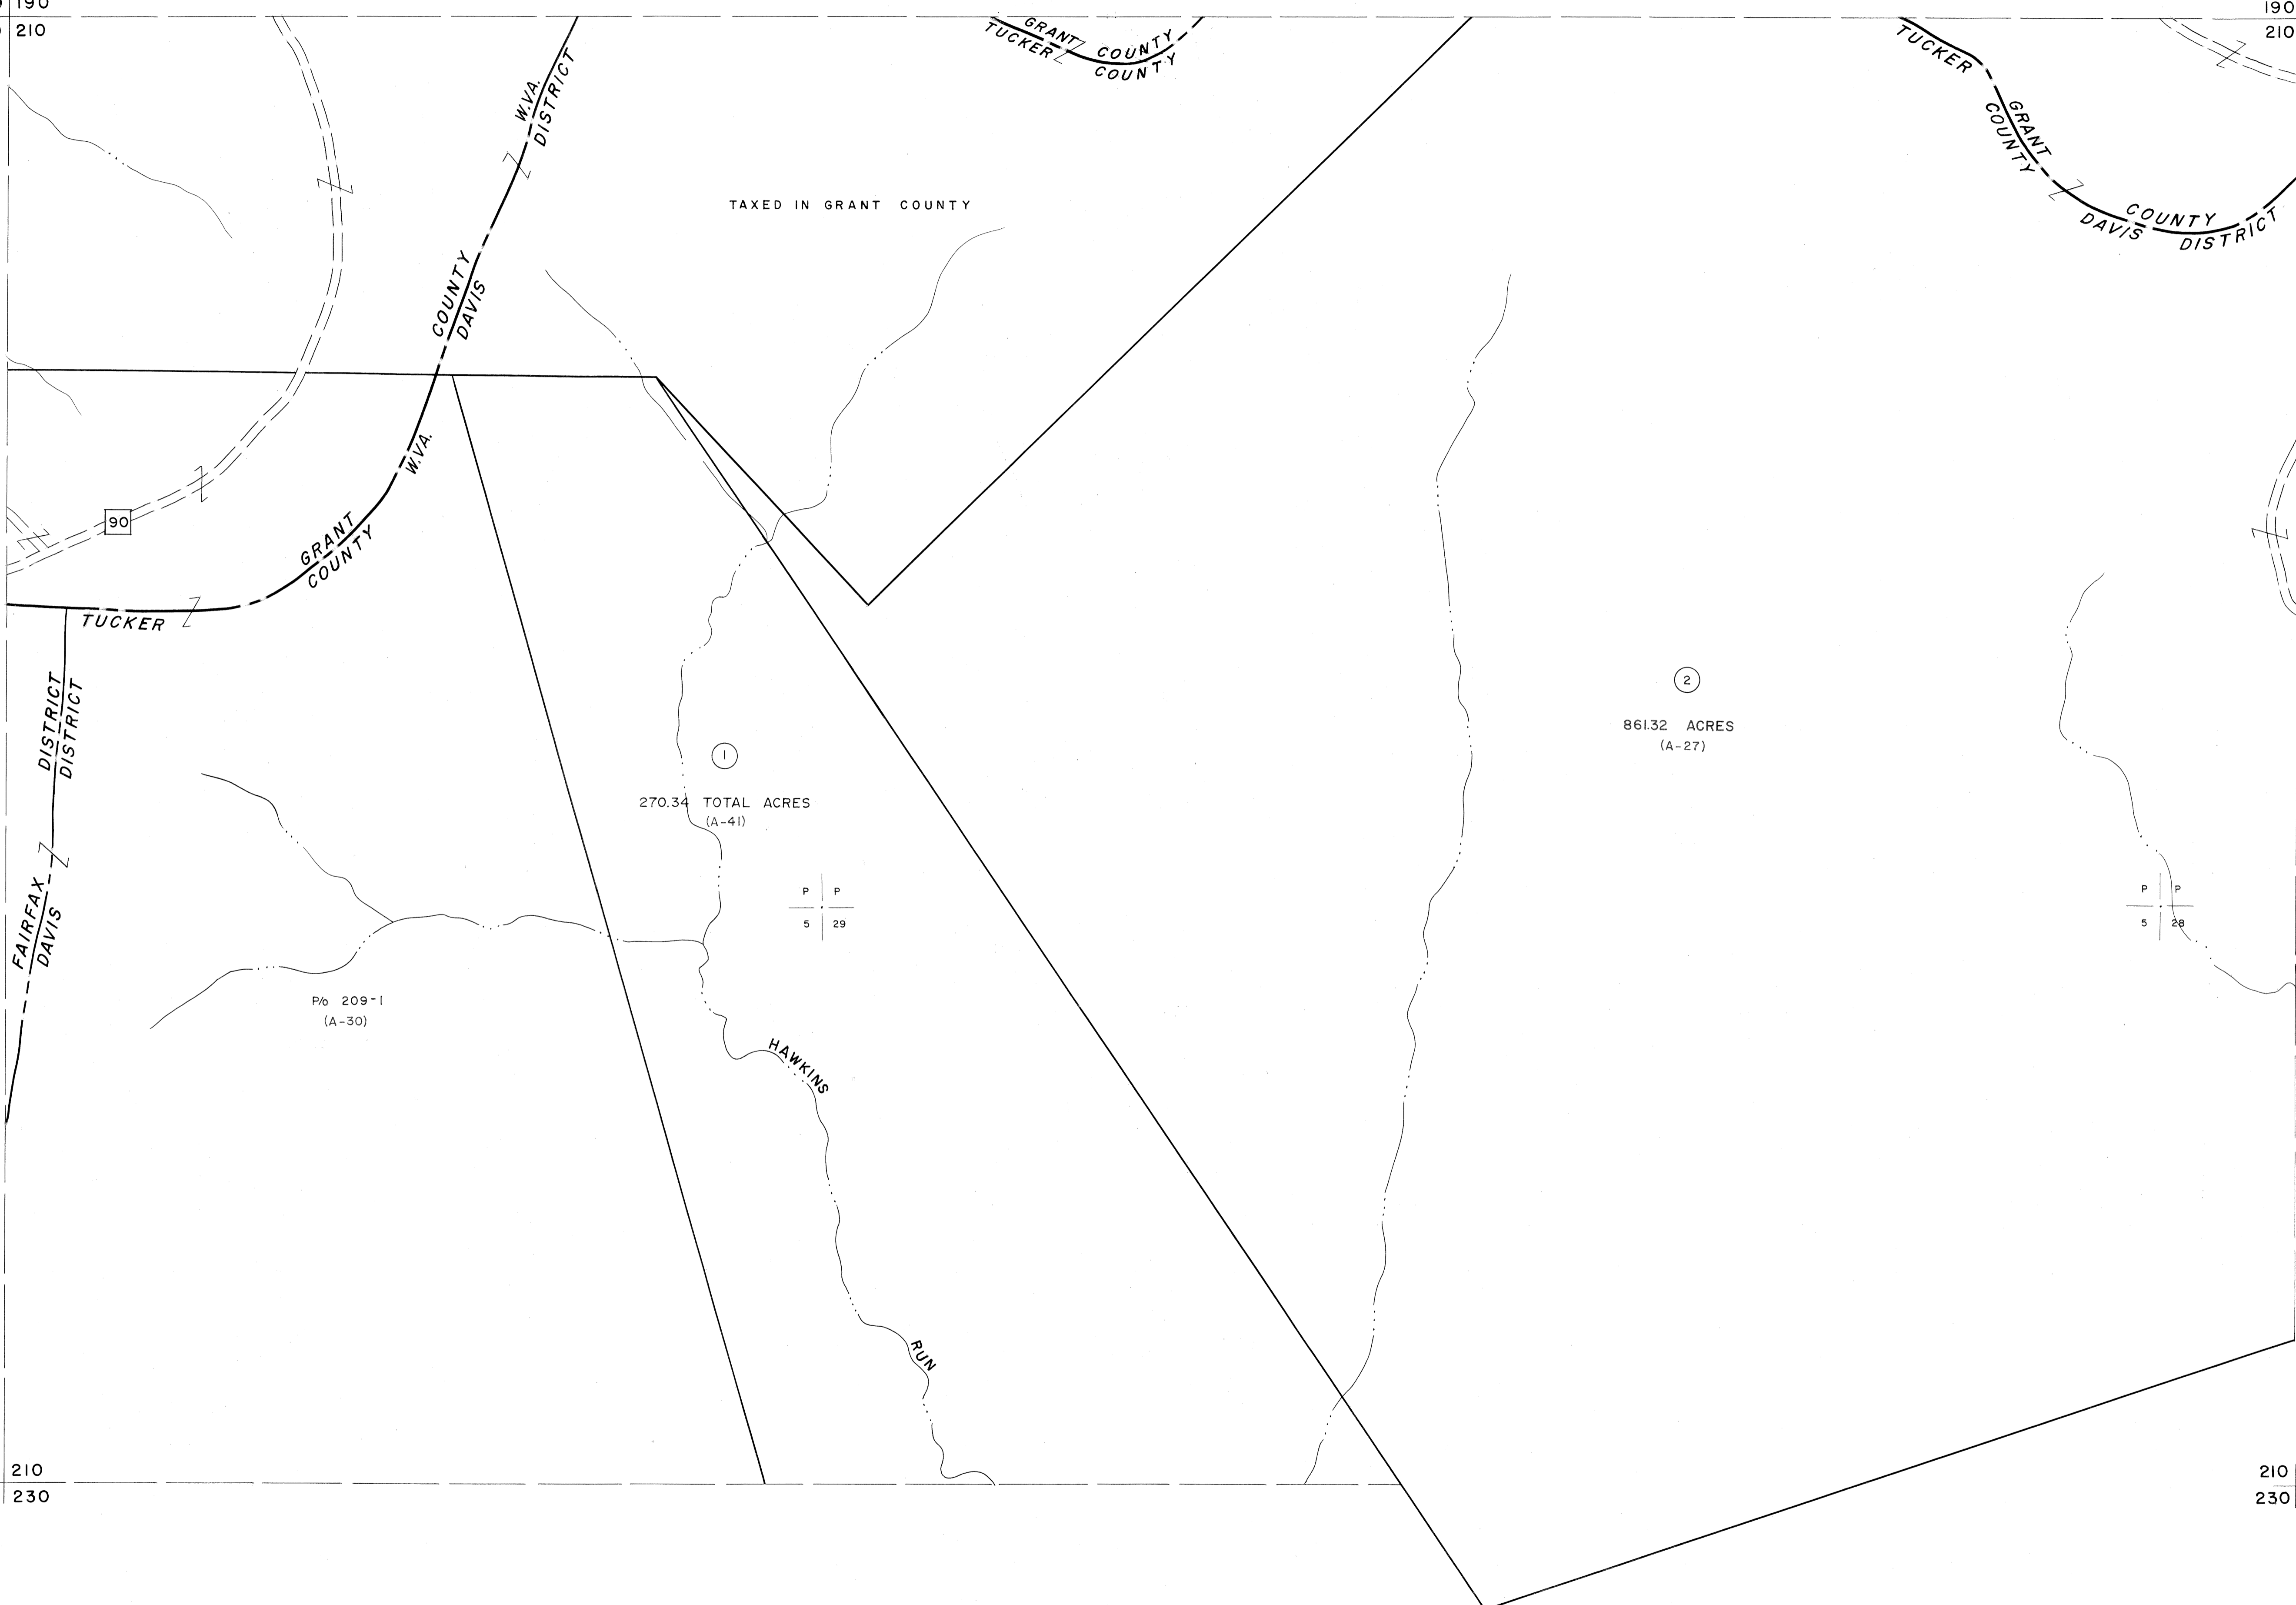 190
210
190
210
GRANT COUNTY
TUCKER COUNTY
W.VA.
DISTRICT
TUCKER
GRANT
COUNTY
COUNTY
DAVIS DISTRICT
TAXED IN GRANT COUNTY
COUNTY
DAVIS
W.VA.
90
GRANT
COUNTY
TUCKER
DISTRICT
DISTRICT
FAIRFAX
DAVIS
1
270.34 TOTAL ACRES
(A-41)
2
861.32 ACRES
(A-27)
P P
5 29
P P
5 28
P/o 209-1
(A-30)
HAWKINS
RUN
210
230
210
230